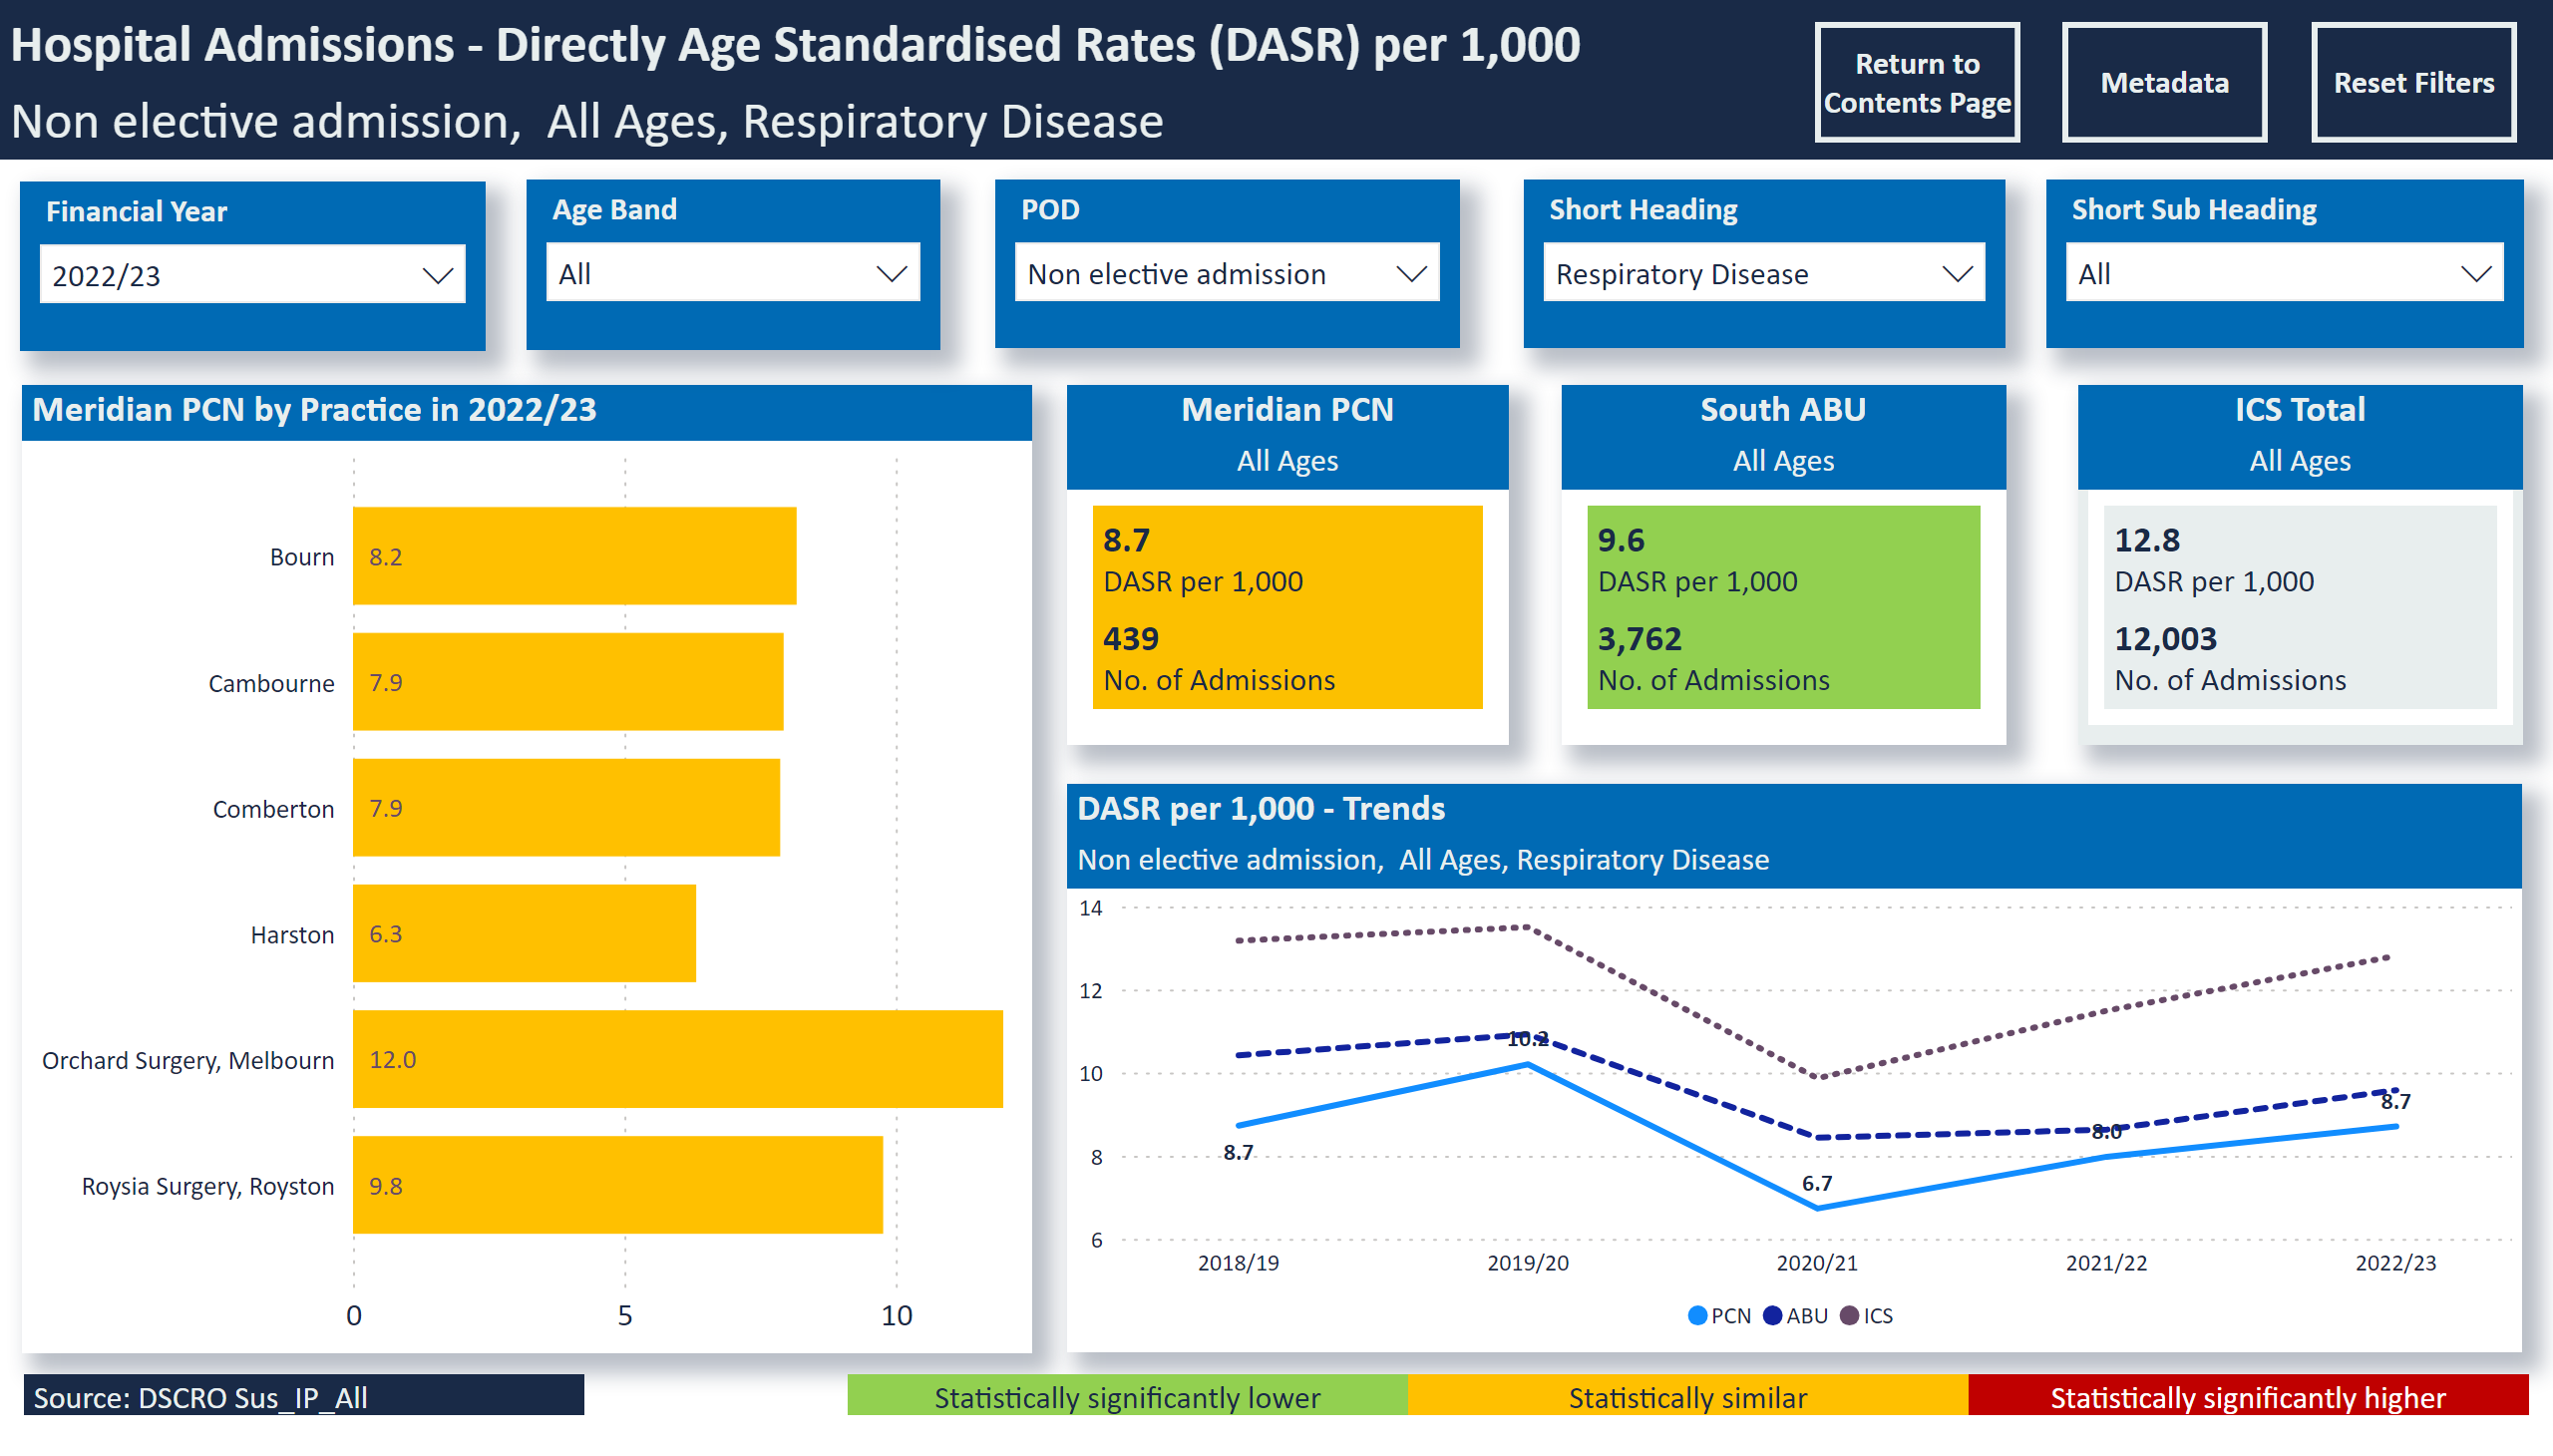 Hospital Admissions - Directly Age Standardised Rates (DASR) per 1,000
Non elective admission,  All Ages, Respiratory Disease
Return to
Contents Page
Metadata
Reset Filters
Financial Year
2022/23
Age Band
All
POD
Non elective admission
Short Heading
Respiratory Disease
Short Sub Heading
All
Meridian PCN by Practice in 2022/23
Bourn 8.2
Cambourne 7.9
Comberton 7.9
Harston 6.3
Orchard Surgery, Melbourn 12.0
Roysia Surgery, Royston 9.8
0 5 10
Meridian PCN
All Ages
8.7
DASR per 1,000
439
No. of Admissions
South ABU
All Ages
9.6
DASR per 1,000
3,762
No. of Admissions
ICS Total
All Ages
12.8
DASR per 1,000
12,003
No. of Admissions
DASR per 1,000 - Trends
Non elective admission,  All Ages, Respiratory Disease
14
12
10
8
6
8.7
10.2
6.7
8.0
8.7
2018/19 2019/20 2020/21 2021/22 2022/23
PCN ABU ICS
Source: DSCRO Sus_IP_All
Statistically significantly lower
Statistically similar
Statistically significantly higher